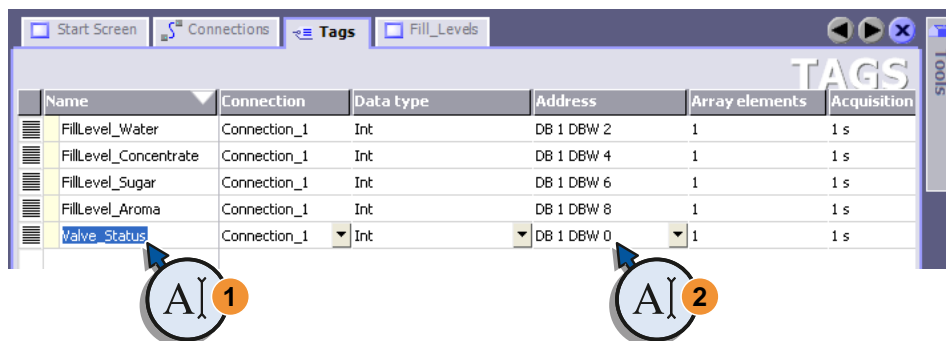 Start Screen Connections Tags Fill_Levels
Tools
TAGS
Name Connection Data type Address Array elements Acquisition
FillLevel_Water Connection_1 Int DB 1 DBW 2 1 1 s
FillLevel_Concentrate Connection_1 Int DB 1 DBW 4 1 1 s
FillLevel_Sugar Connection_1 Int DB 1 DBW 6 1 1 s
FillLevel_Aroma Connection_1 Int DB 1 DBW 8 1 1 s
Valve_Status Connection_1 Int DB 1 DBW 0 1 1 s
A 1 A 2